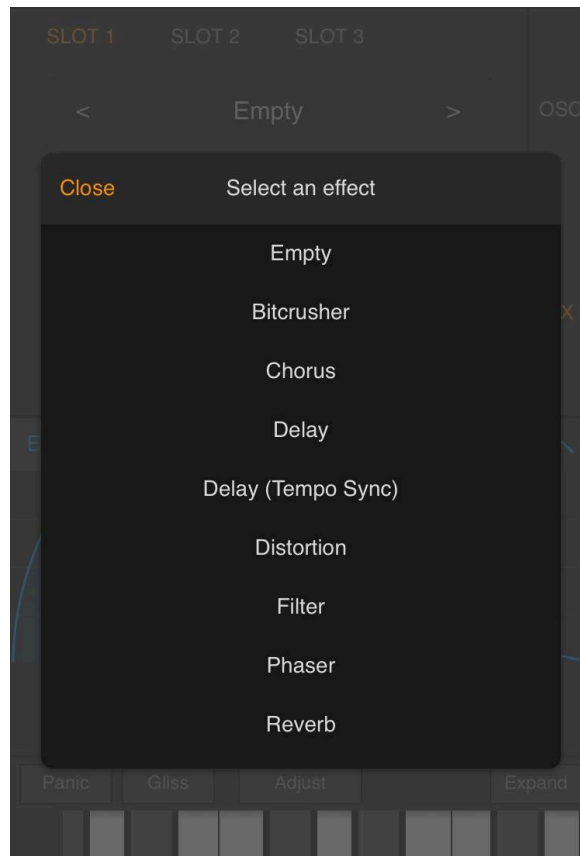 SLOT 1 SLOT 2 SLOT 3
< Empty > OSC
Close Select an effect
Empty
Bitcrusher
Chorus
Delay
Delay (Tempo Sync)
Distortion
Filter
Phaser
Reverb
Panic Gliss Adjust Expand